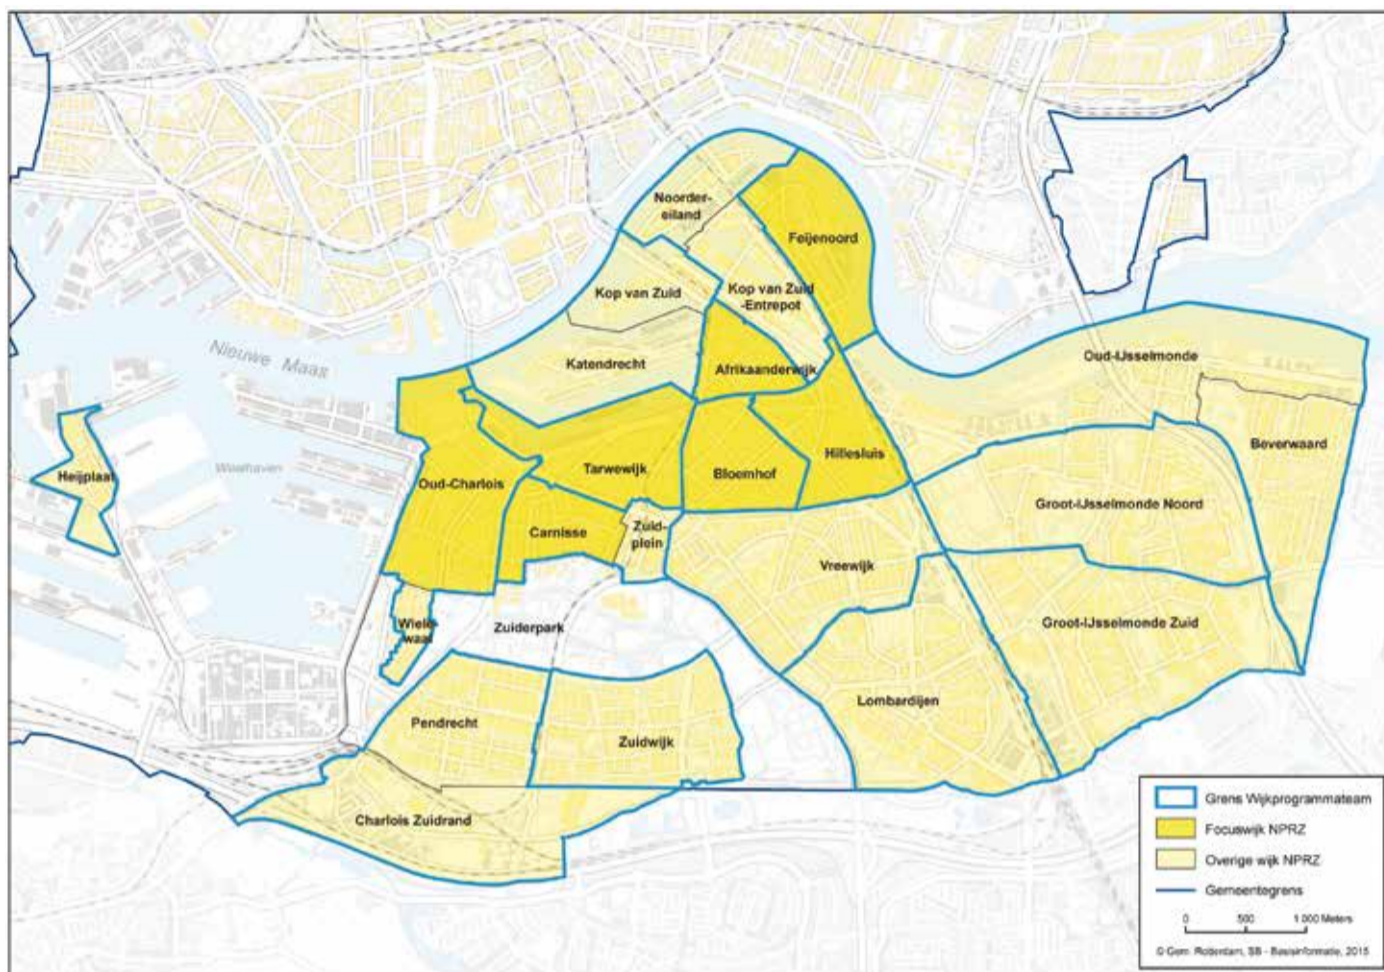 Noorder-
eiland
Feijenoord
Kop van Zuid
Kop van Zuid
-Entrepot
Nieuwe Maas
Oud-IJsselmonde
Katendrecht
Afrikaanderwijk
Beverwaard
Hillesluis
Heijplaat
Waalhaven
Tarwewijk
Bloemhof
Oud-Charlois
Groot-IJsselmonde Noord
Carnisse
Zuid-
plein
Vreewijk
Wiele-
waal
Zuiderpark
Groot-IJsselmonde Zuid
Lombardijen
Pendrecht
Zuidwijk
Charlois Zuidrand
Grens Wijkprogrammateam
Focuswijk NPRZ
Overige wijk NPRZ
Gemeentegrens
0 500 1 000 Meters
© Gem. Rotterdam, SB - Basisinformatie, 2015